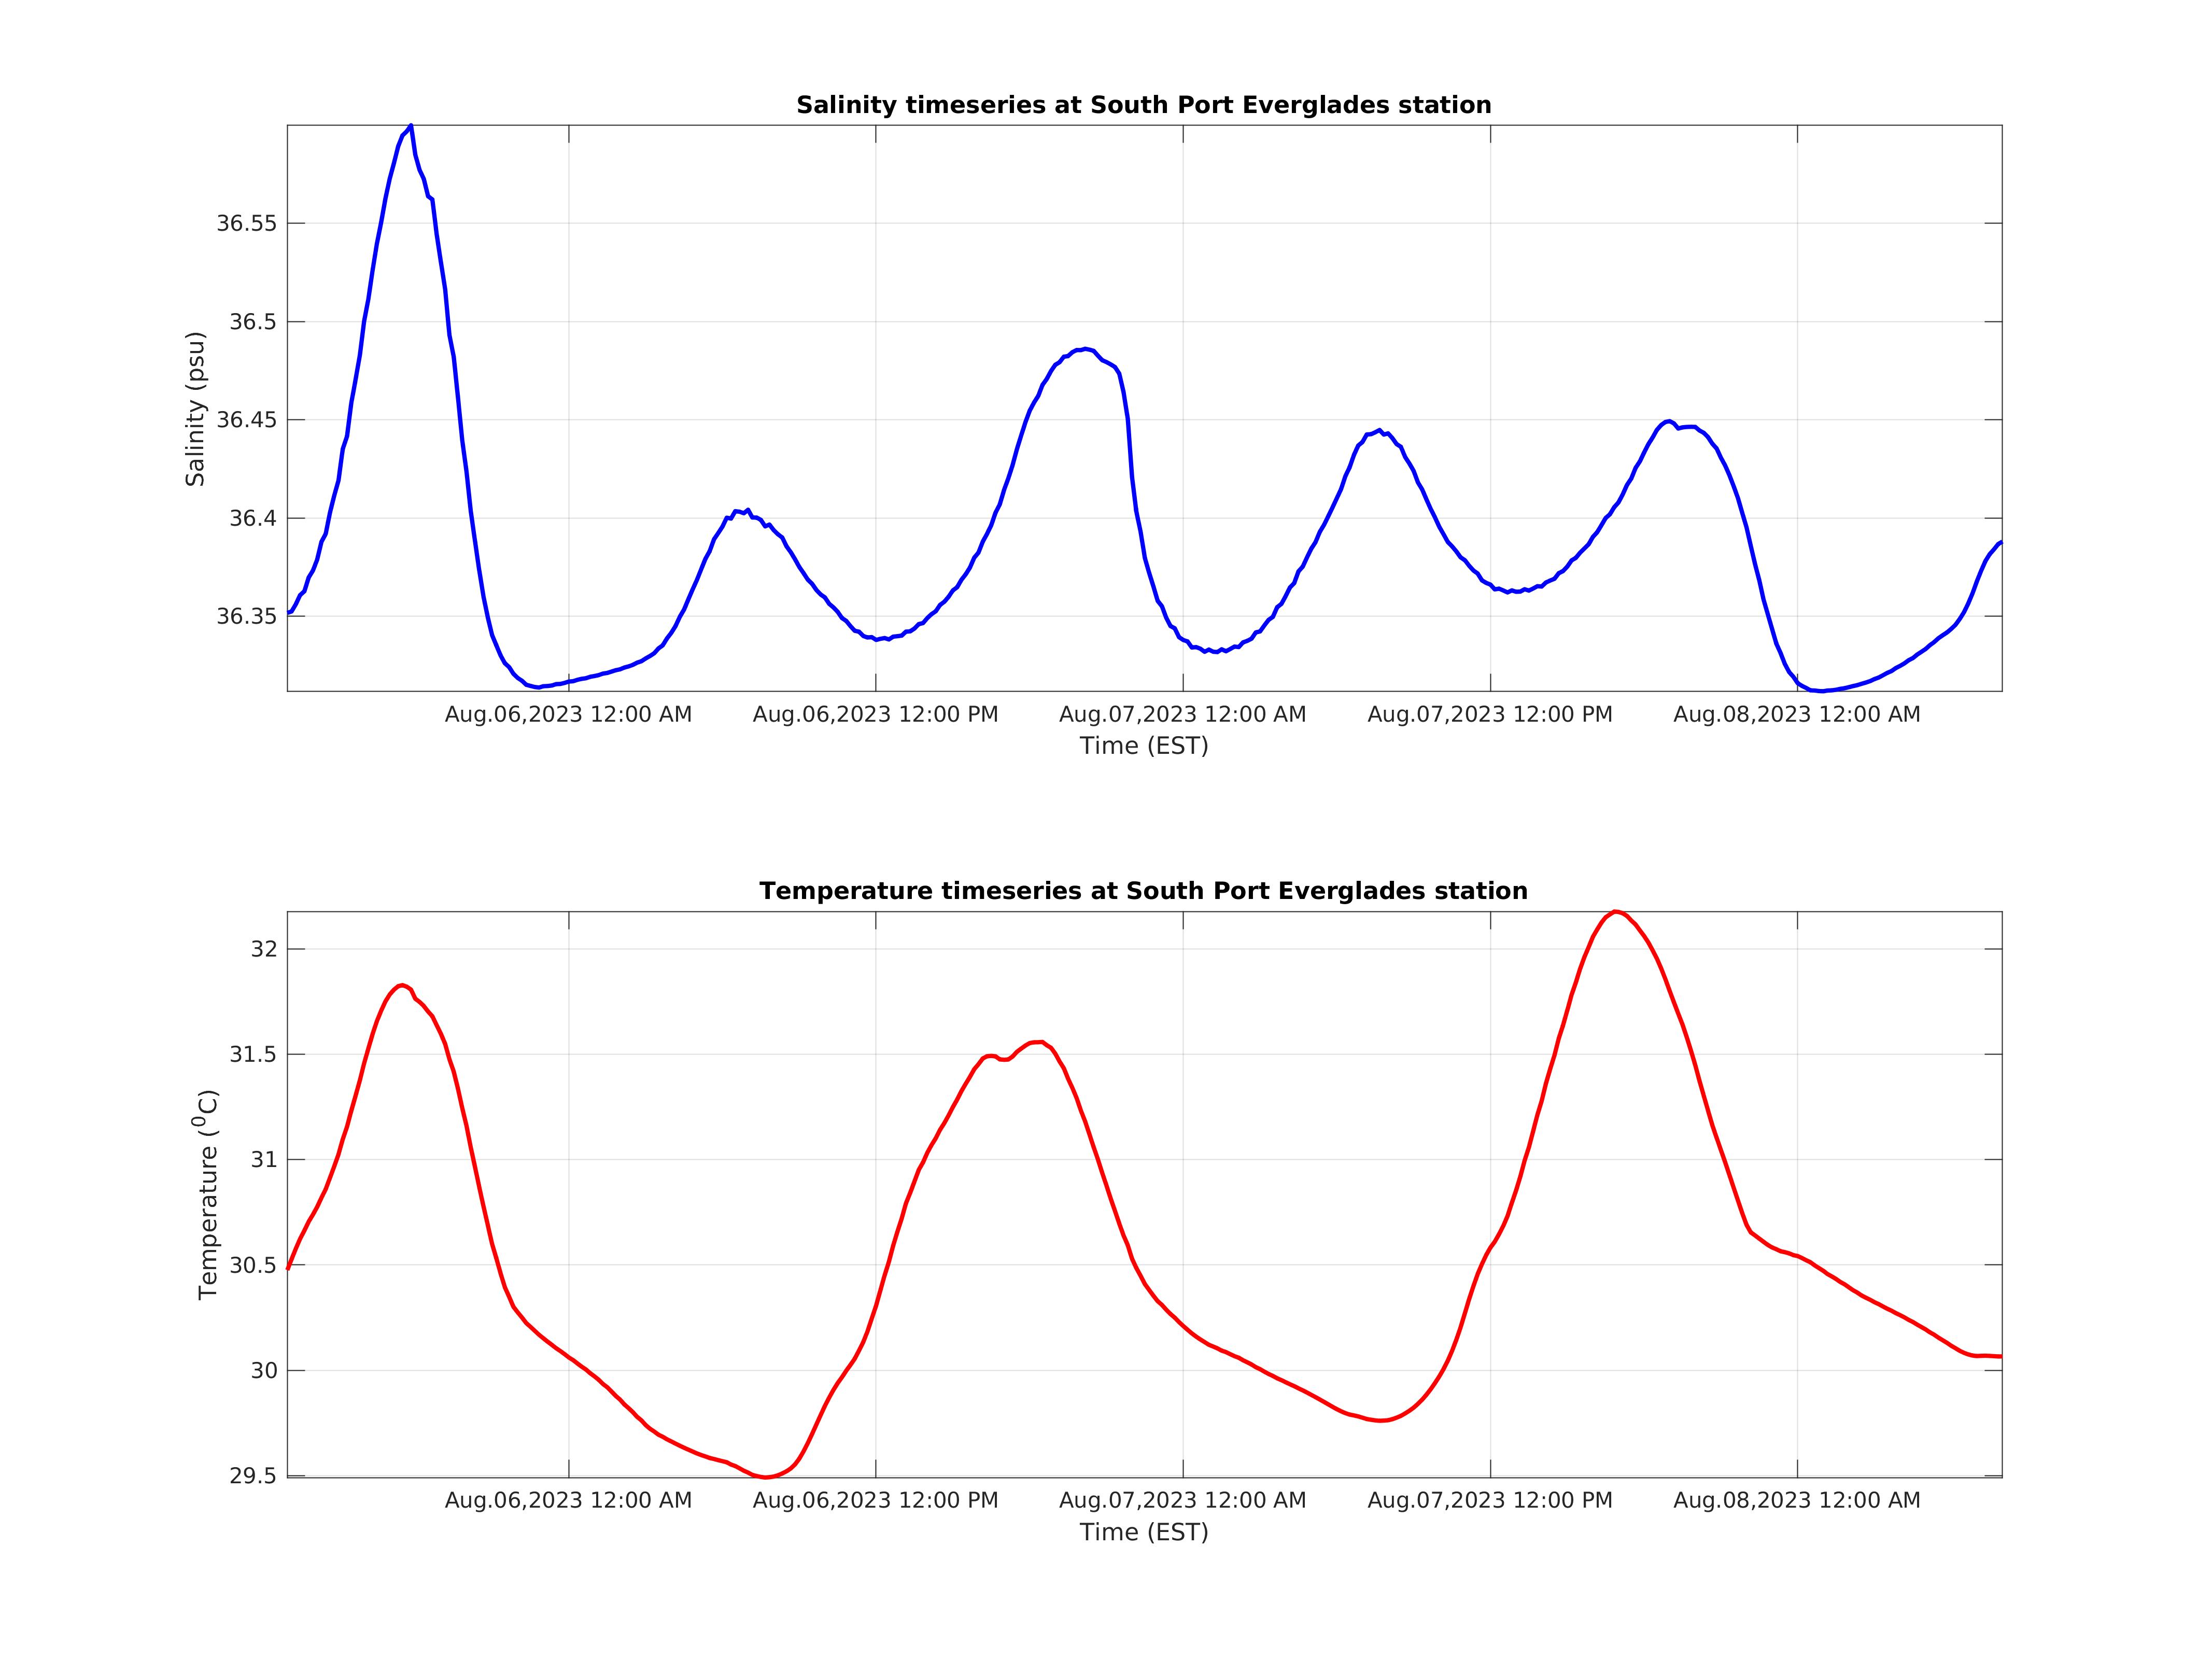 Salinity timeseries at South Port Everglades station
36.55
36.5
36.45
36.4
36.35
Salinity (psu)
Aug.06,2023 12:00 AM Aug.06,2023 12:00 PM Aug.07,2023 12:00 AM Aug.07,2023 12:00 PM Aug.08,2023 12:00 AM
Time (EST)
Temperature timeseries at South Port Everglades station
32
31.5
31
30.5
30
29.5
Temperature (⁰C)
Aug.06,2023 12:00 AM Aug.06,2023 12:00 PM Aug.07,2023 12:00 AM Aug.07,2023 12:00 PM Aug.08,2023 12:00 AM
Time (EST)